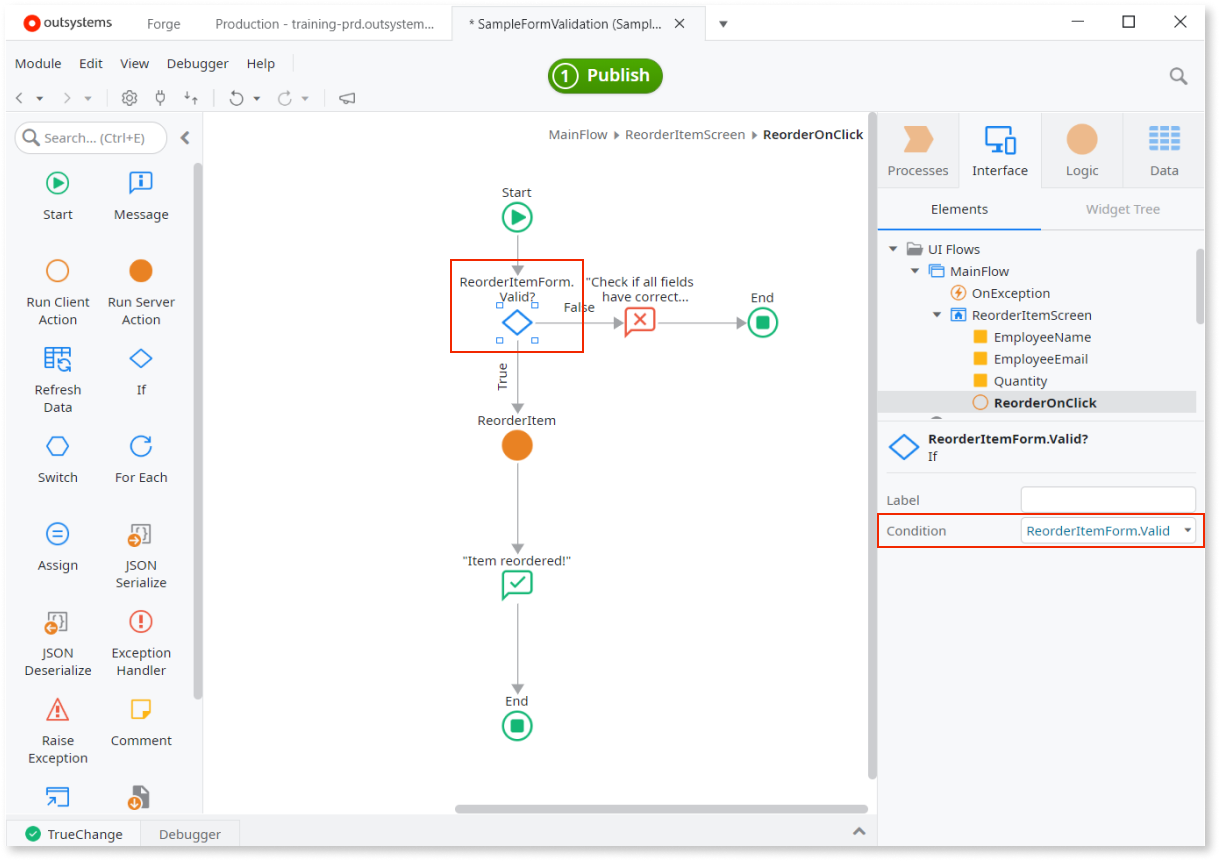 outsystems
Forge
Production - training-prd.outsystem...
* SampleFormValidation (Sampl...
Module Edit View Debugger Help
1 Publish
Search... (Ctrl+E)
Start
Message
Run Client
Action
Run Server
Action
Refresh
Data
If
Switch
For Each
Assign
JSON
Serialize
JSON
Deserialize
Exception
Handler
Raise
Exception
Comment
MainFlow ReorderItemScreen ReorderOnClick
Start
ReorderItemForm.
Valid?
False
"Check if all fields
have correct...
End
True
ReorderItem
"Item reordered!"
End
Processes
Interface
Logic
Data
Elements
Widget Tree
UI Flows
MainFlow
OnException
ReorderItemScreen
EmployeeName
EmployeeEmail
Quantity
ReorderOnClick
ReorderItemForm.Valid?
If
Label
Condition ReorderItemForm.Valid
TrueChange
Debugger